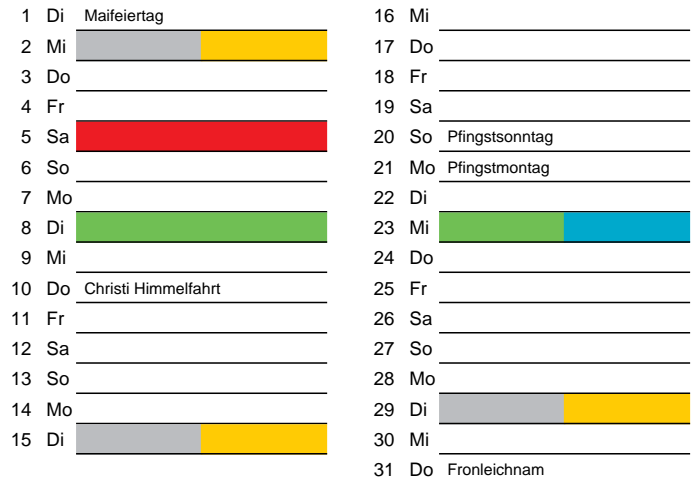 1 Di Maifeiertag
2 Mi
3 Do
4 Fr
5 Sa
6 So
7 Mo
8 Di
9 Mi
10 Do Christi Himmelfahrt
11 Fr
12 Sa
13 So
14 Mo
15 Di
16 Mi
17 Do
18 Fr
19 Sa
20 So Pfingstsonntag
21 Mo Pfingstmontag
22 Di
23 Mi
24 Do
25 Fr
26 Sa
27 So
28 Mo
29 Di
30 Mi
31 Do Fronleichnam